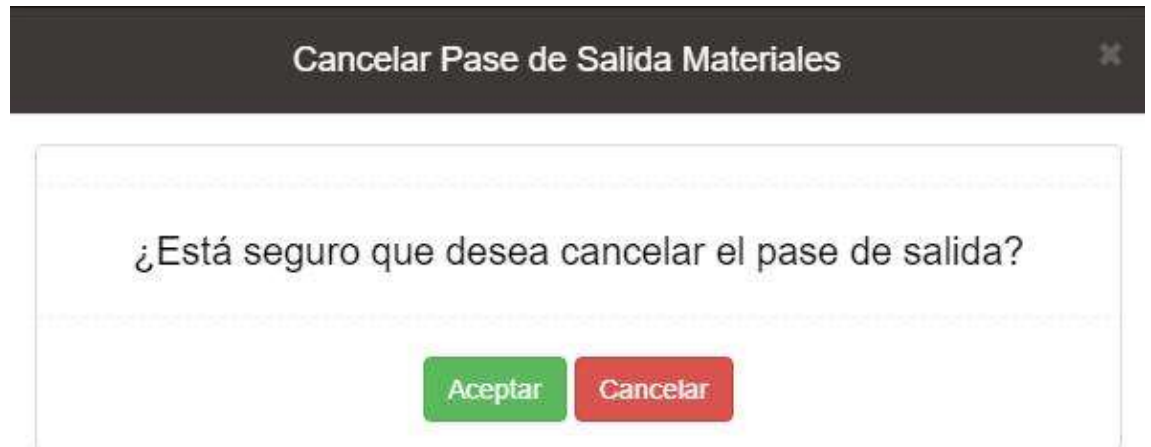 Cancelar Pase de Salida Materiales
¿Está seguro que desea cancelar el pase de salida?
Aceptar Cancelar